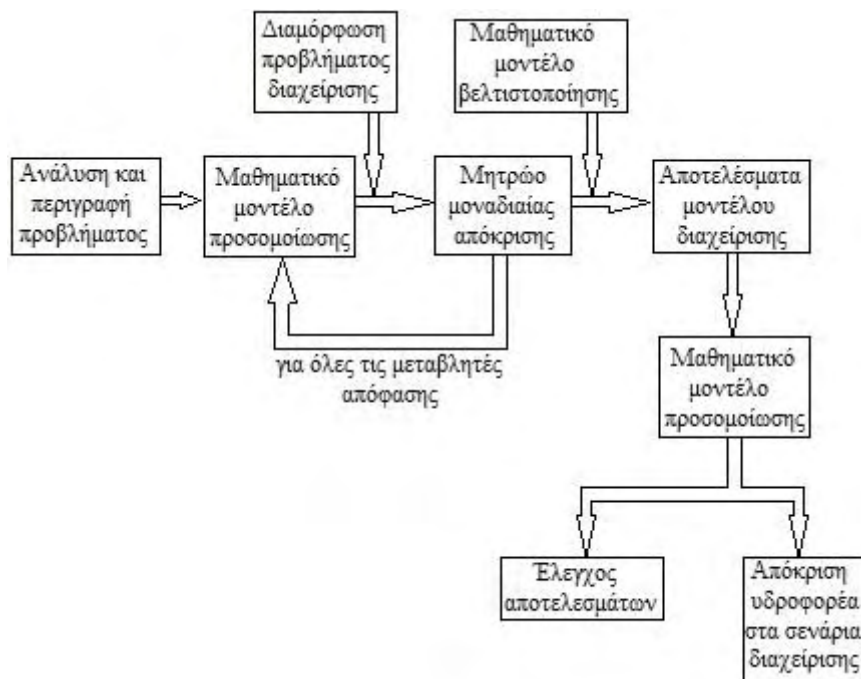 Διαμόρφωση
προβλήματος
διαχείρισης
Μαθηματικό
μοντέλο
βελτιστοποίησης
Ανάλυση και
περιγραφή
προβλήματος
Μαθηματικό
μοντέλο
προσομοίωσης
Μητρώο
μοναδιαίας
απόκρισης
Αποτελέσματα
μοντέλου
διαχείρισης
για όλες τις μεταβλητές
απόφασης
Μαθηματικό
μοντέλο
προσομοίωσης
Έλεγχος
αποτελεσμάτων
Απόκριση
υδροφορέα
στα σενάρια
διαχείρισης